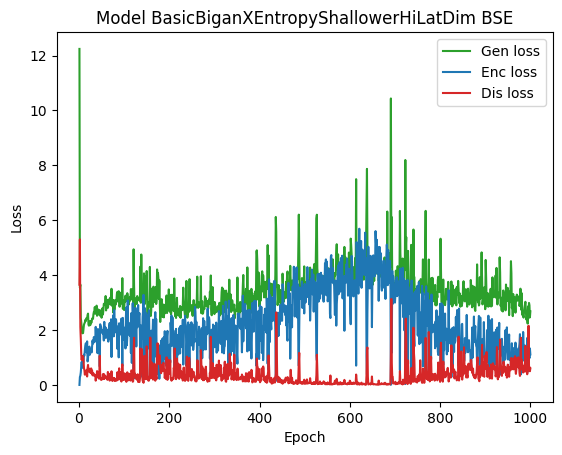 Model BasicBiganXEntropyShallowerHiLatDim BSE
Gen loss
Enc loss
Dis loss
12
10
8
6
4
2
0
Loss
0 200 400 600 800 1000
Epoch